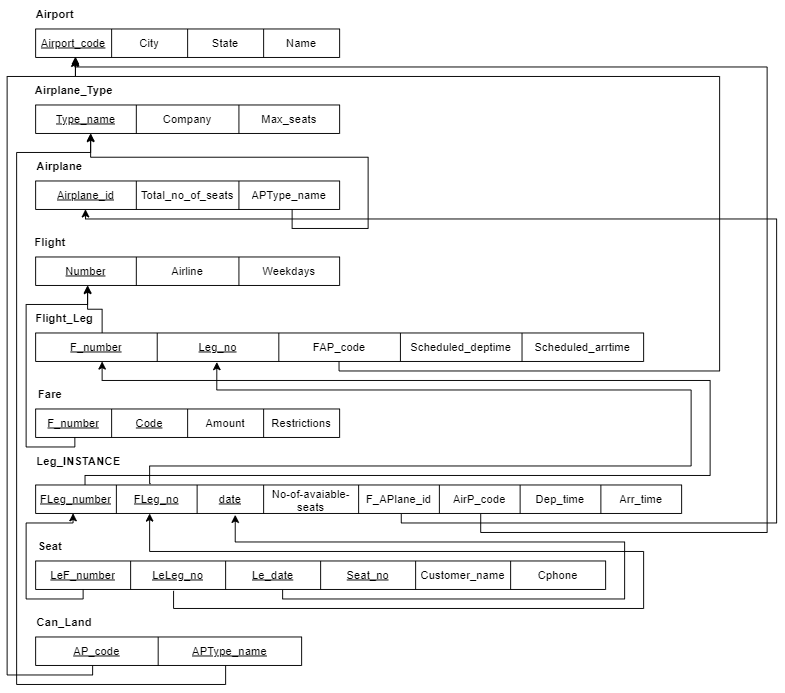 Airport
Airport_code City State Name
Airplane_Type
Type_name Company Max_seats
Airplane
Airplane_id Total_no_of_seats APType_name
Flight
Number Airline Weekdays
Flight_Leg
F_number Leg_no FAP_code Scheduled_deptime Scheduled_arrtime
Fare
F_number Code Amount Restrictions
Leg_INSTANCE
FLeg_number FLeg_no date No-of-avaiable-
seats F_APlane_id AirP_code Dep_time Arr_time
Seat
LeF_number LeLeg_no Le_date Seat_no Customer_name Cphone
Can_Land
AP_code APType_name